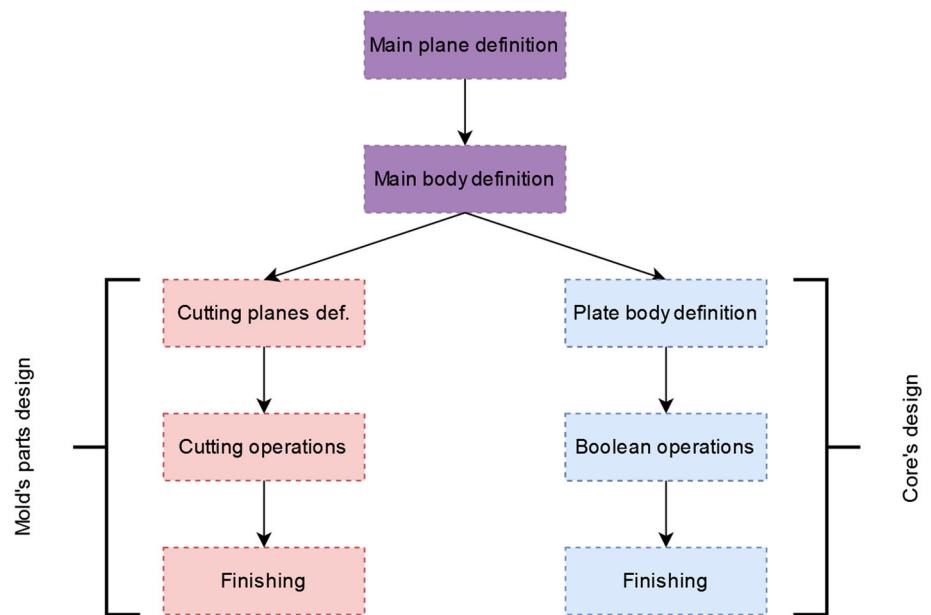 Main plane definition
Main body definition
Mold's parts design
Cutting planes def.
Cutting operations
Finishing
Plate body definition
Boolean operations
Finishing
Core's design